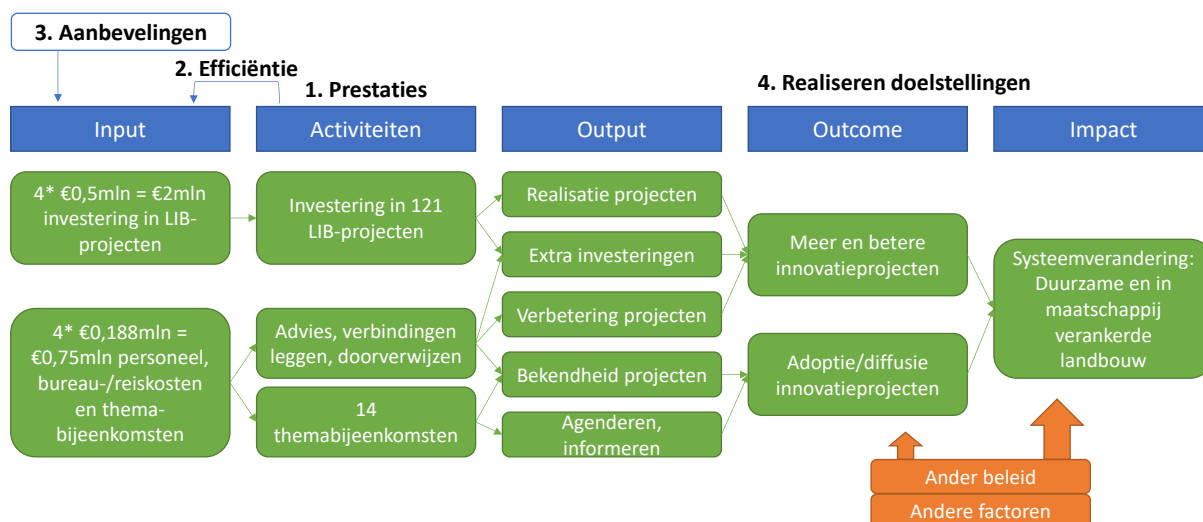 3. Aanbevelingen
2. Efficiëntie
1. Prestaties
4. Realiseren doelstellingen
Input
Activiteiten
Output
Outcome
Impact
4* €0,5mln = €2mln
investering in LIB-
projecten
4* €0,188mln =
€0,75mln personeel,
bureau-/reiskosten
en thema-
bijeenkomsten
Investering in 121
LIB-projecten
Advies, verbindingen
leggen, doorverwijzen
14
themabijeenkomsten
Realisatie projecten
Extra investeringen
Verbetering projecten
Bekendheid projecten
Agenderen,
informeren
Meer en betere
innovatieprojecten
Adoptie/diffusie
innovatieprojecten
Systeemverandering:
Duurzame en in
maatschappij
verankerde
landbouw
Ander beleid
Andere factoren